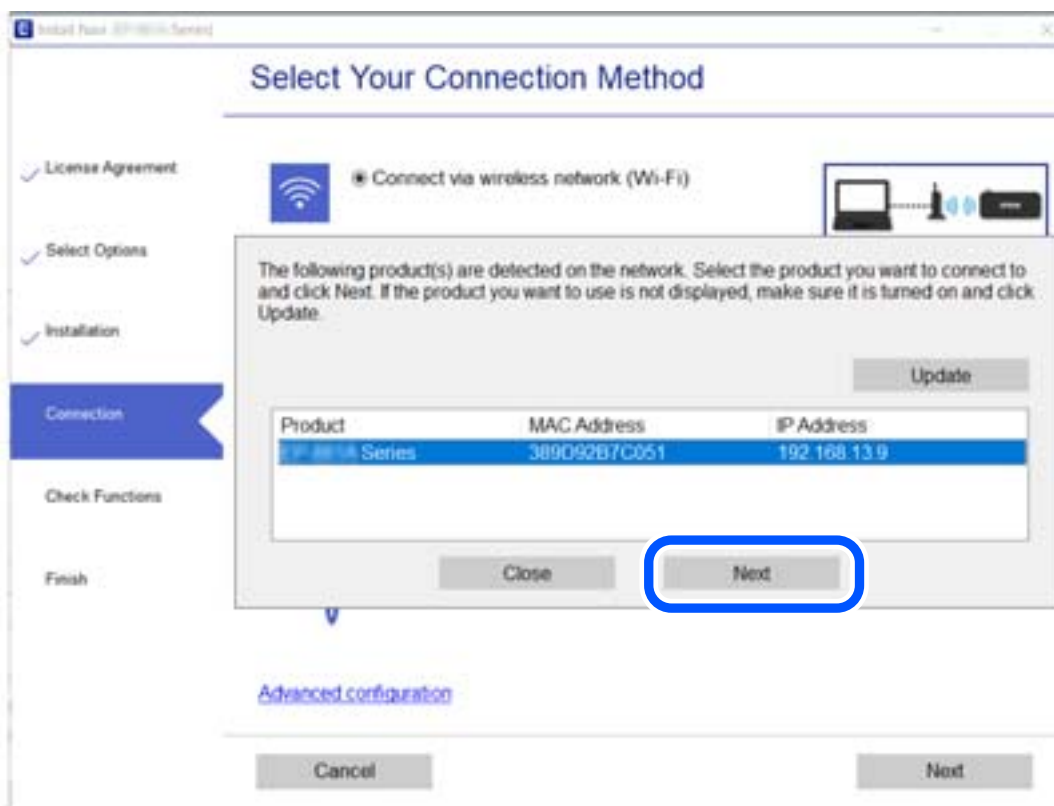 Select Your Connection Method
License Agreement
Select Options
Installation
Connection
Check Functions
Finish
Connect via wireless network (Wi-Fi)
The following product(s) are detected on the network. Select the product you want to connect to
and click Next. If the product you want to use is not displayed, make sure it is turned on and click
Update.
Update
Product MAC Address IP Address
Series 389D92B7C051 192.168.13.9
Close Next
Advanced configuration
Cancel Next